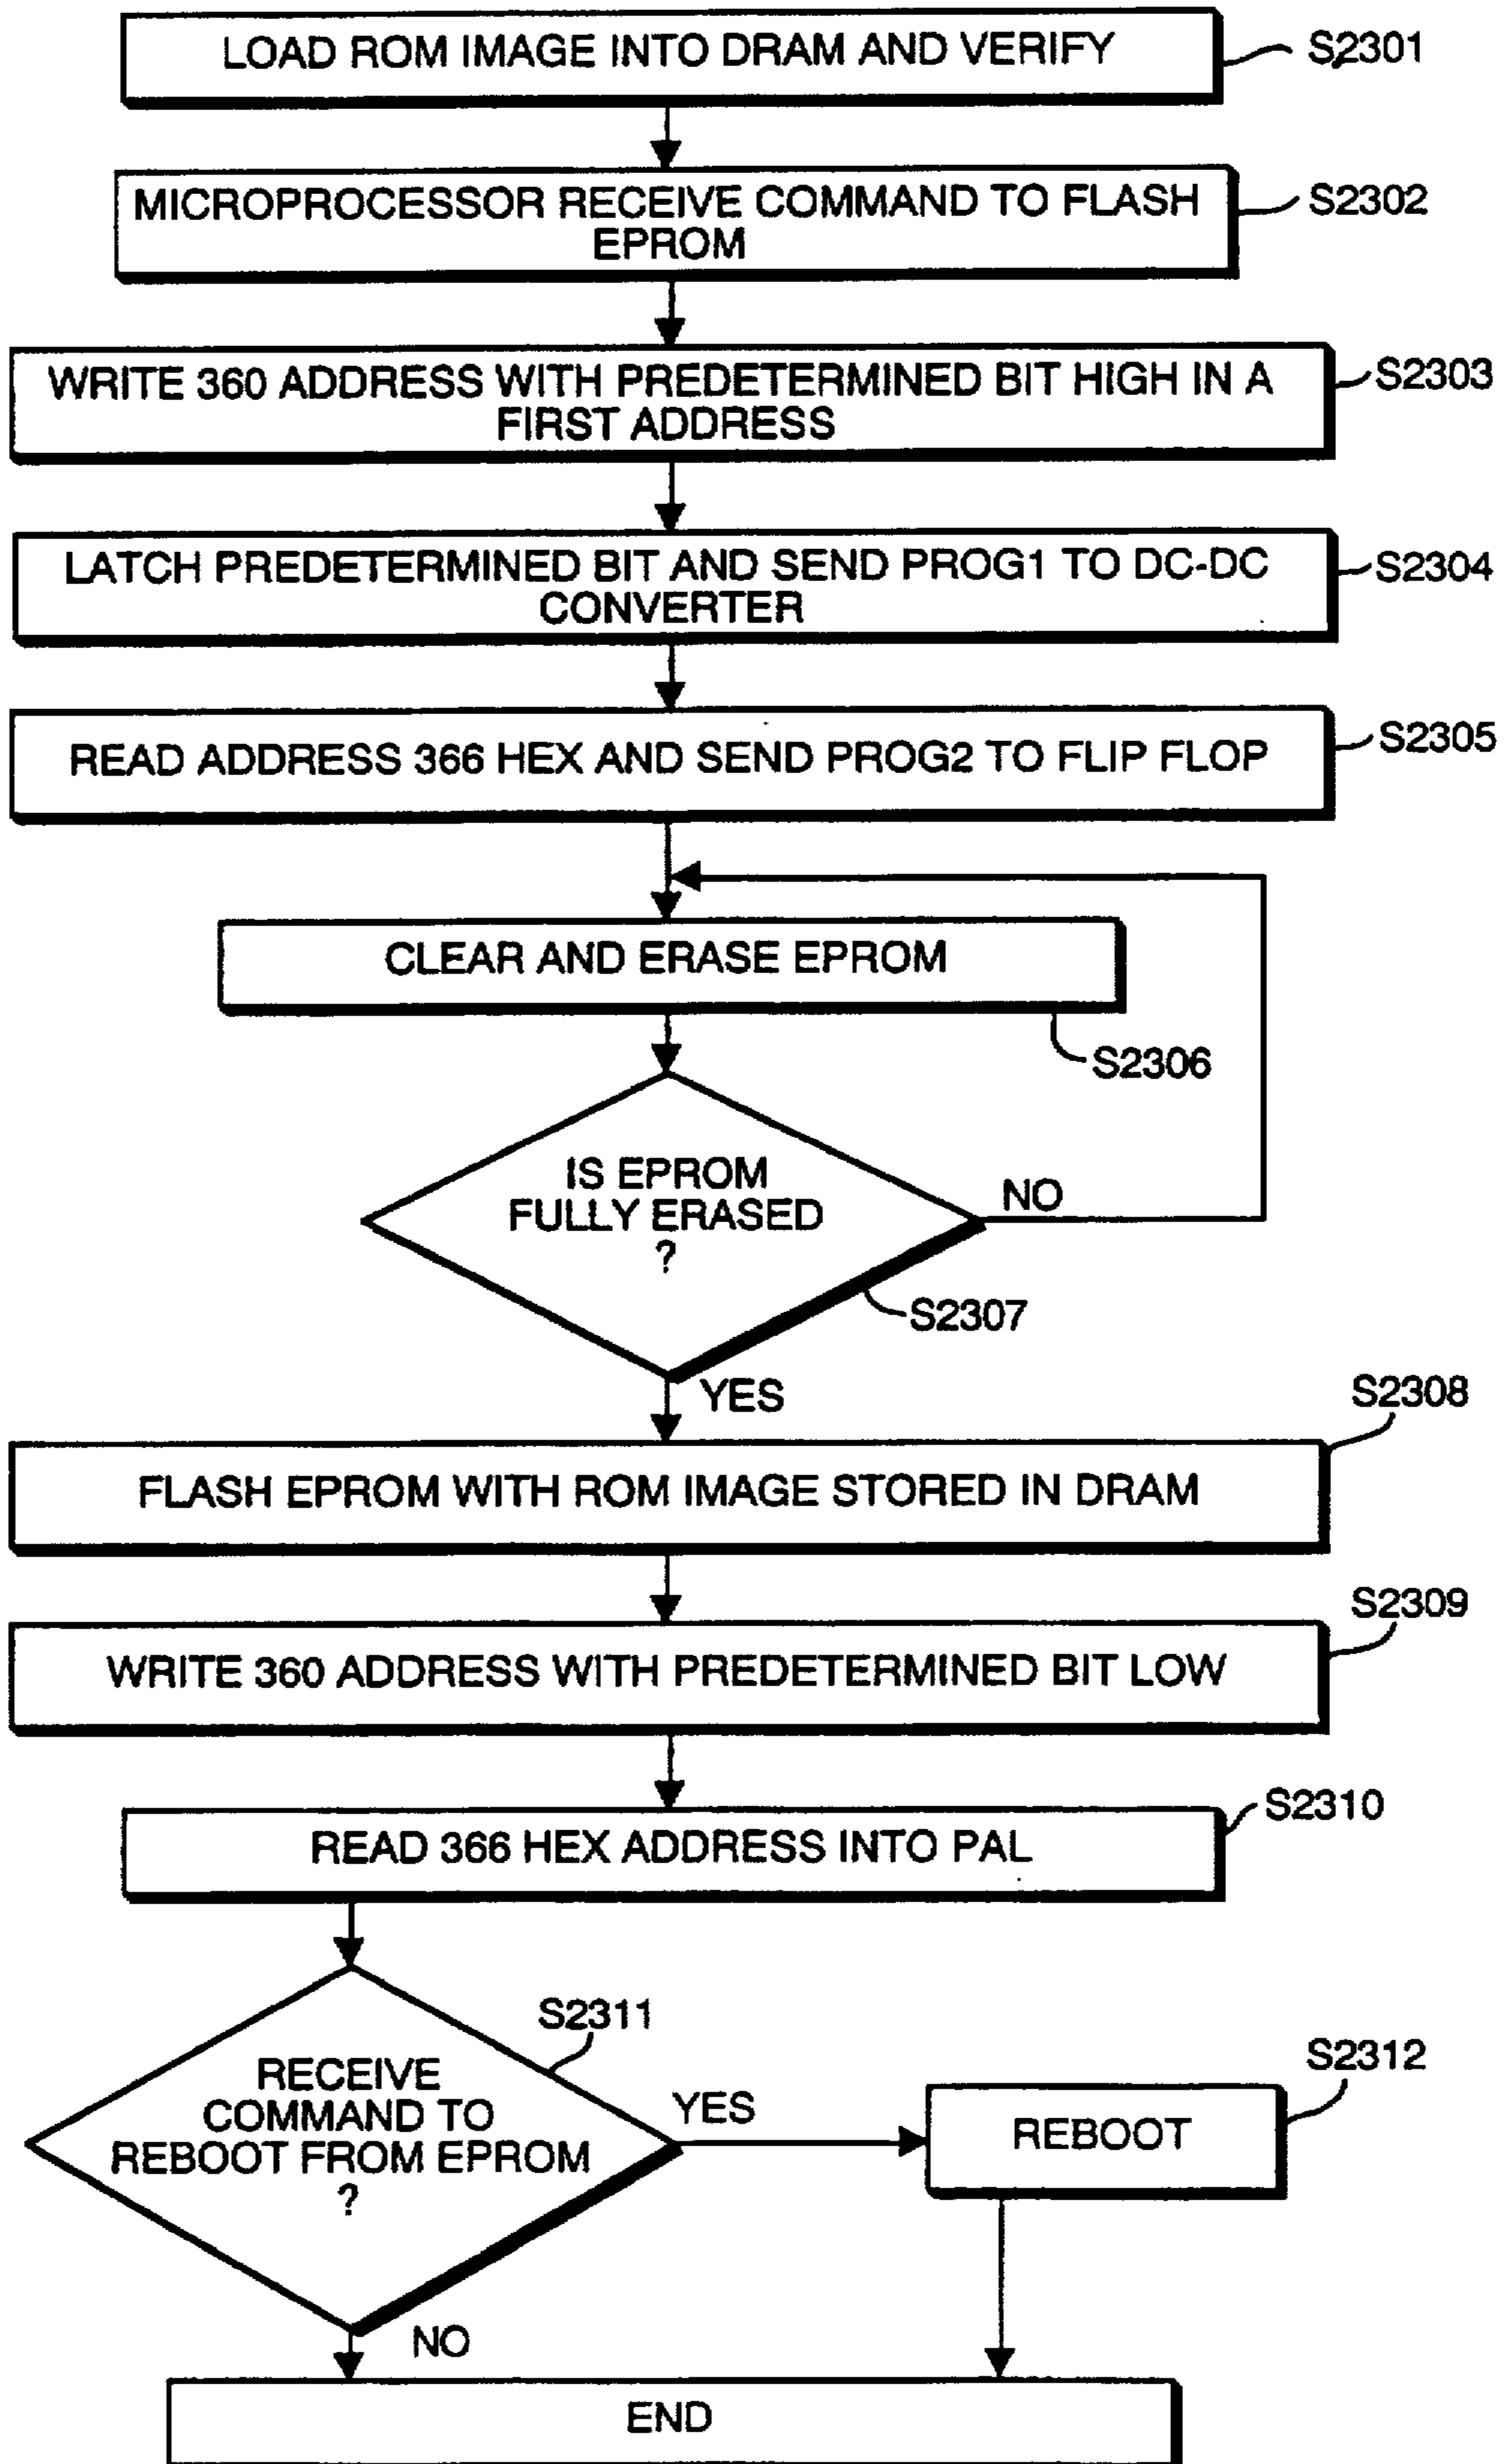 LOAD ROM IMAGE INTO DRAM AND VERIFY
S2301
MICROPROCESSOR RECEIVE COMMAND TO FLASH
EPROM
S2302
WRITE 360 ADDRESS WITH PREDETERMINED BIT HIGH IN A
FIRST ADDRESS
S2303
LATCH PREDETERMINED BIT AND SEND PROG1 TO DC-DC
CONVERTER
S2304
READ ADDRESS 366 HEX AND SEND PROG2 TO FLIP FLOP
S2305
CLEAR AND ERASE EPROM
S2306
IS EPROM
FULLY ERASED
?
NO
S2307
YES
S2308
FLASH EPROM WITH ROM IMAGE STORED IN DRAM
S2309
WRITE 360 ADDRESS WITH PREDETERMINED BIT LOW
S2310
READ 366 HEX ADDRESS INTO PAL
S2311
RECEIVE
COMMAND TO
REBOOT FROM EPROM
?
YES
S2312
REBOOT
NO
END